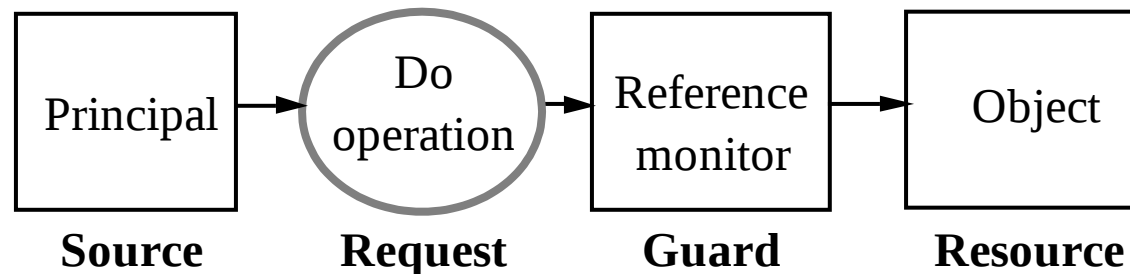 Principal
Do
operation
Reference
monitor
Object
Source
Request
Guard
Resource